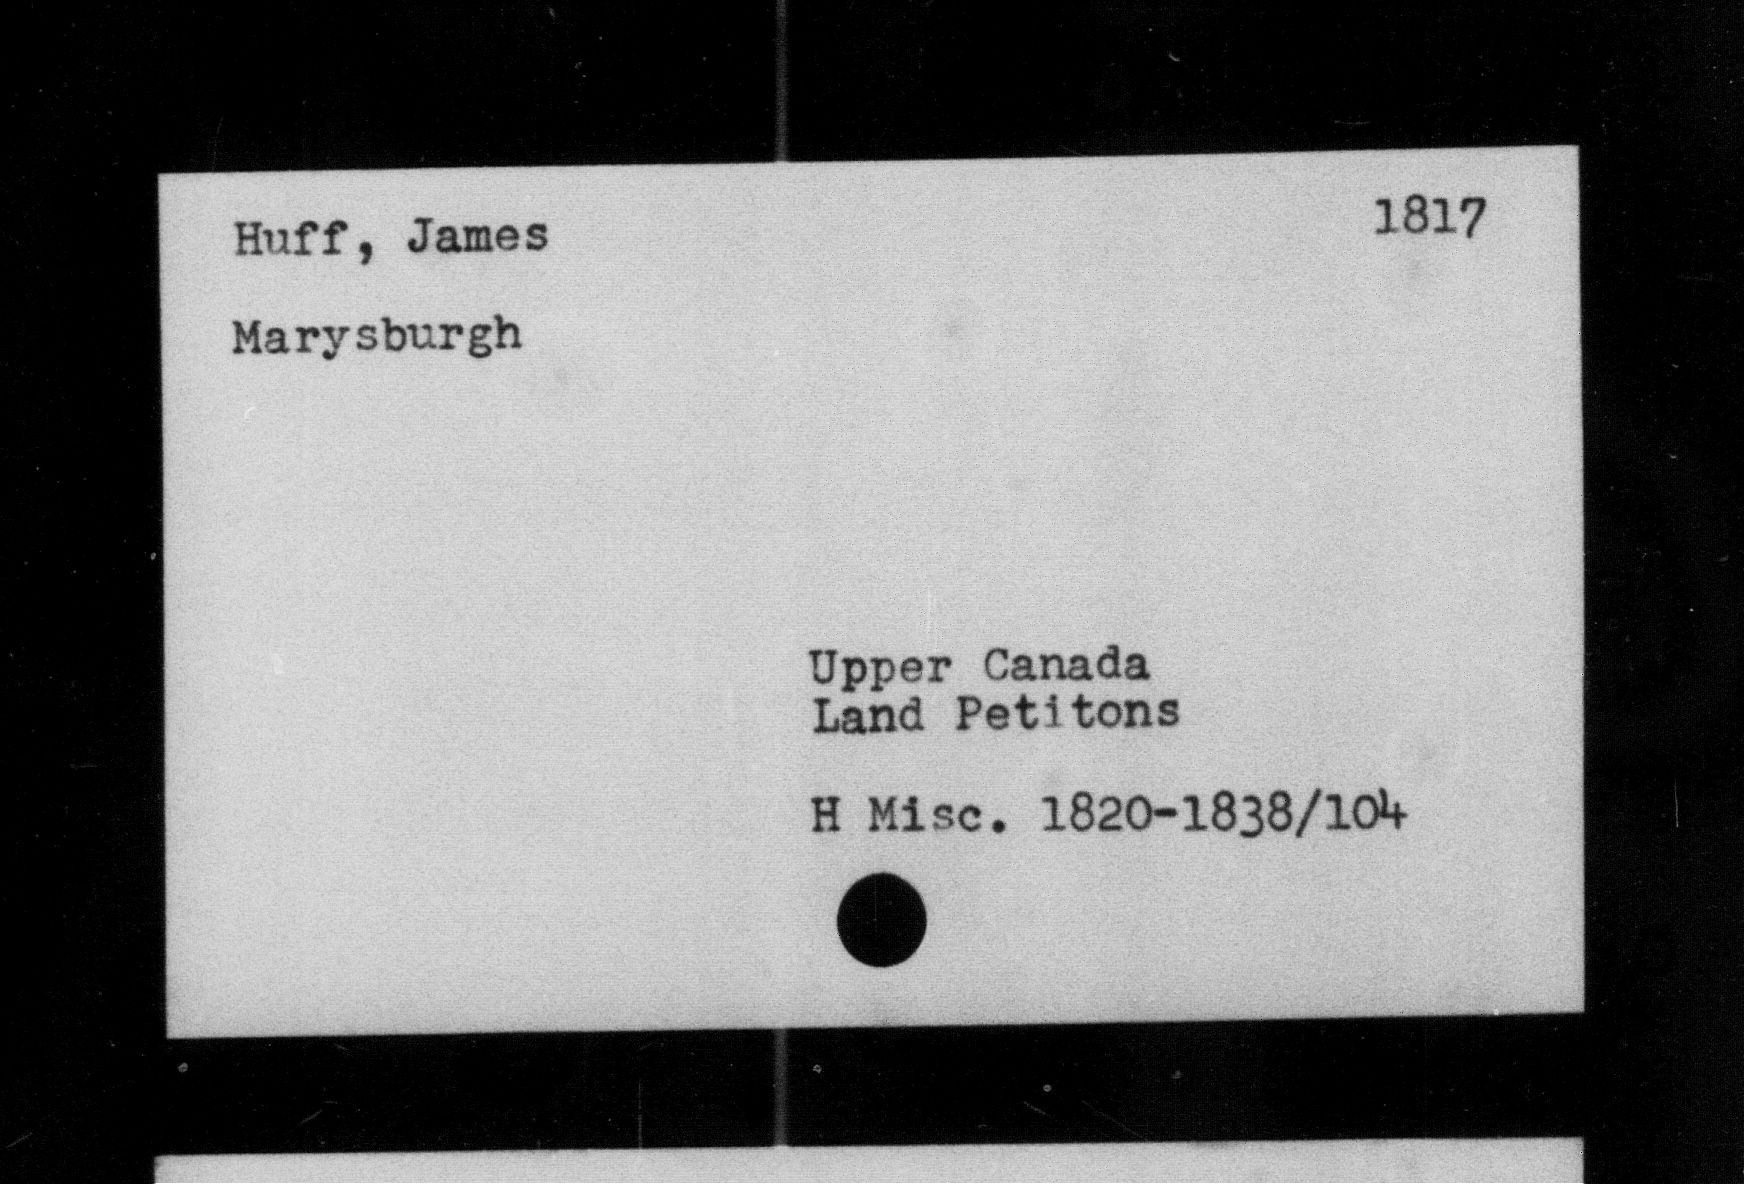 Huff, James 1817
Marysburgh
Upper Canada
Land Petitons
H Misc. 1820-1838/104